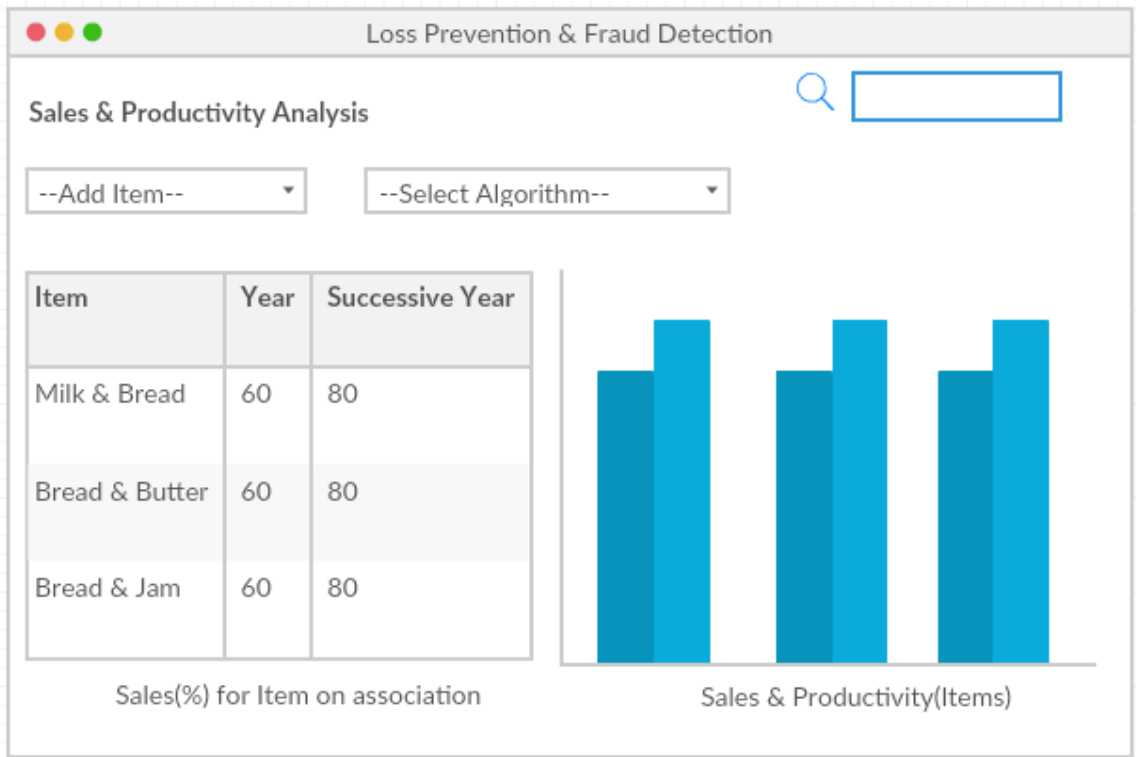 Loss Prevention & Fraud Detection
Sales & Productivity Analysis
--Add Item-- --Select Algorithm--
Item Year Successive Year
Milk & Bread 60 80
Bread & Butter 60 80
Bread & Jam 60 80
Sales(%) for Item on association
Sales & Productivity(Items)